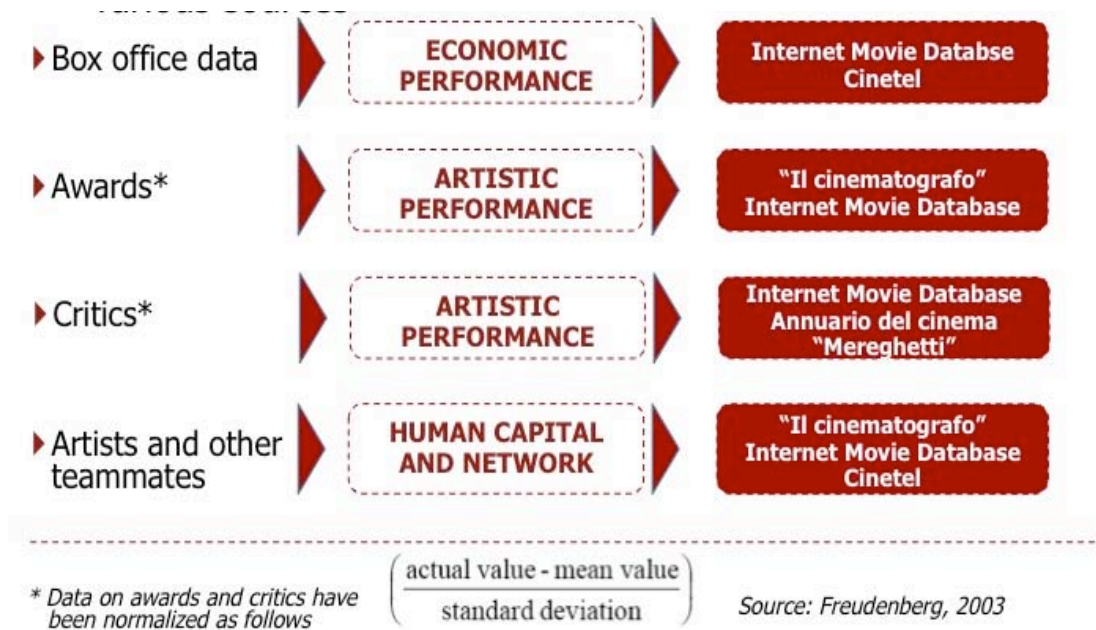 Box office data
ECONOMIC
PERFORMANCE
Internet Movie Databse
Cinetel
Awards*
ARTISTIC
PERFORMANCE
“Il cinematografo”
Internet Movie Database
Critics*
ARTISTIC
PERFORMANCE
Internet Movie Database
Annuario del cinema
“Mereghetti”
Artists and other
teammates
HUMAN CAPITAL
AND NETWORK
“Il cinematografo”
Internet Movie Database
Cinetel
* Data on awards and critics have
been normalized as follows
actual value - mean value
standard deviation
Source: Freudenberg, 2003